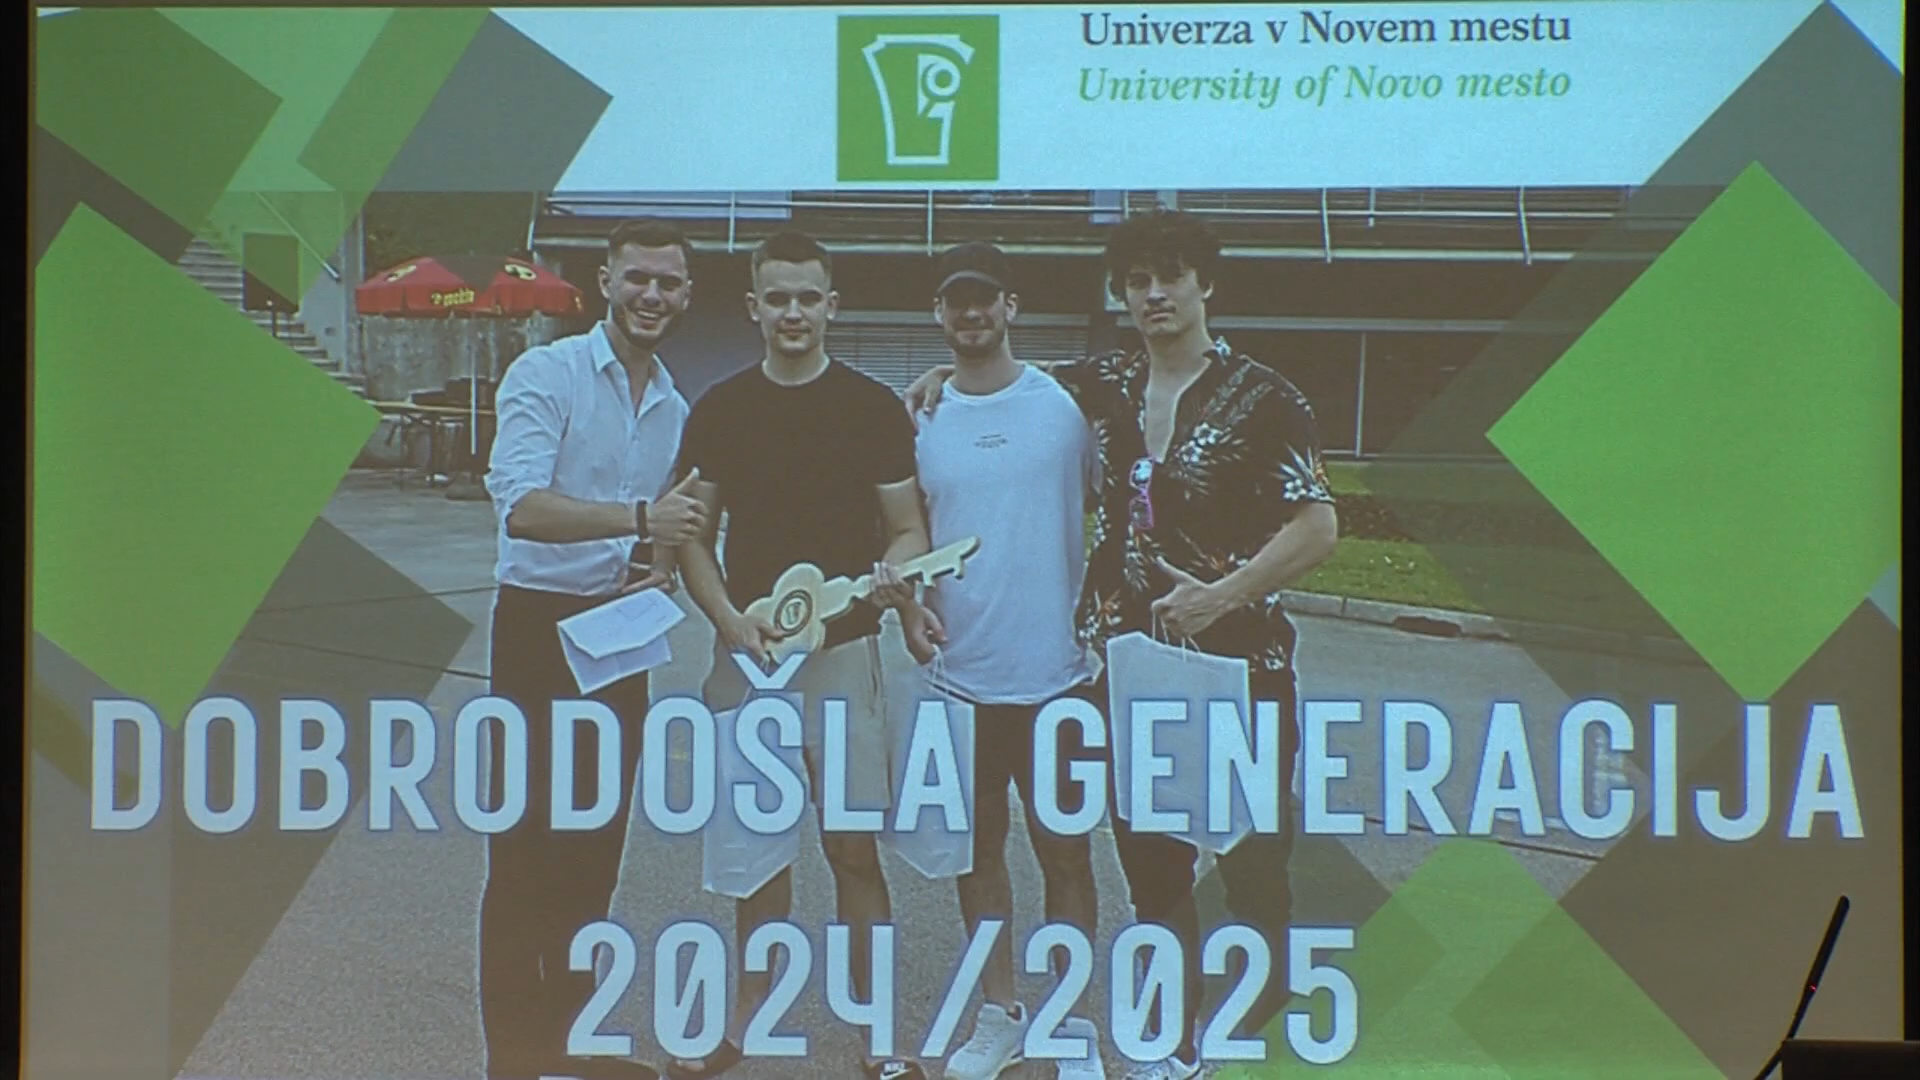 Univerza v Novem mestu
University of Novo mesto
DOBRODOŠLA GENERACIJA
2024/2025